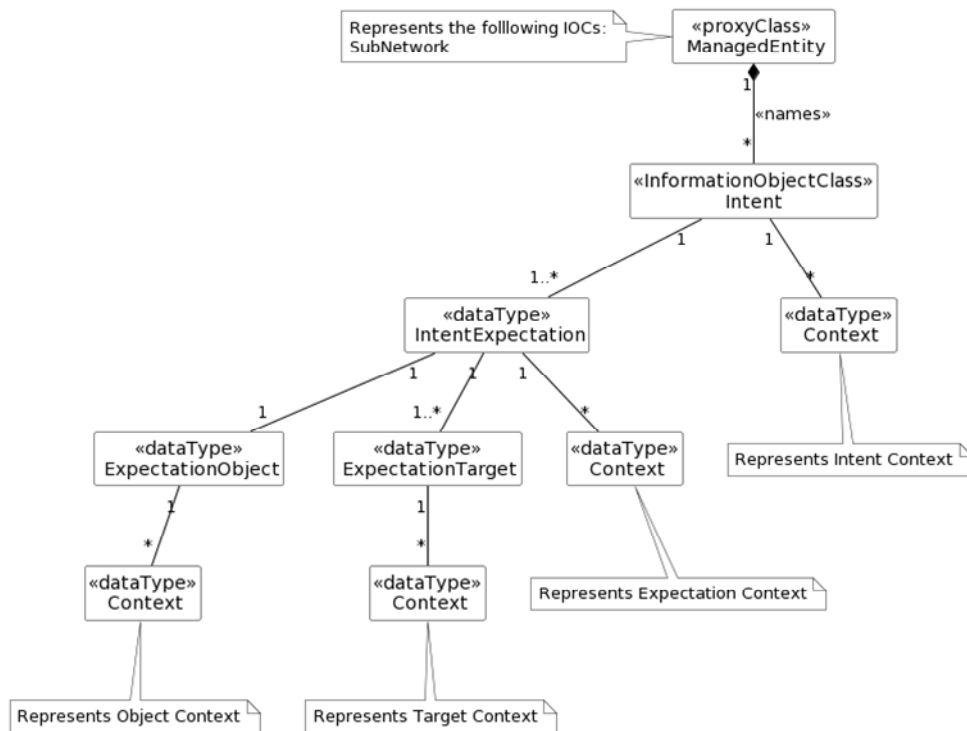 Represents the folllowing IOCs:
SubNetwork
«proxyClass»
ManagedEntity
1
«names»
*
«InformationObjectClass»
Intent
1
1
1..*
*
«dataType»
IntentExpectation
«dataType»
Context
1
1
1
1
1..*
*
Represents Intent Context
«dataType»
ExpectationObject
«dataType»
ExpectationTarget
«dataType»
Context
1
1
*
*
«dataType»
Context
«dataType»
Context
Represents Expectation Context
Represents Object Context
Represents Target Context